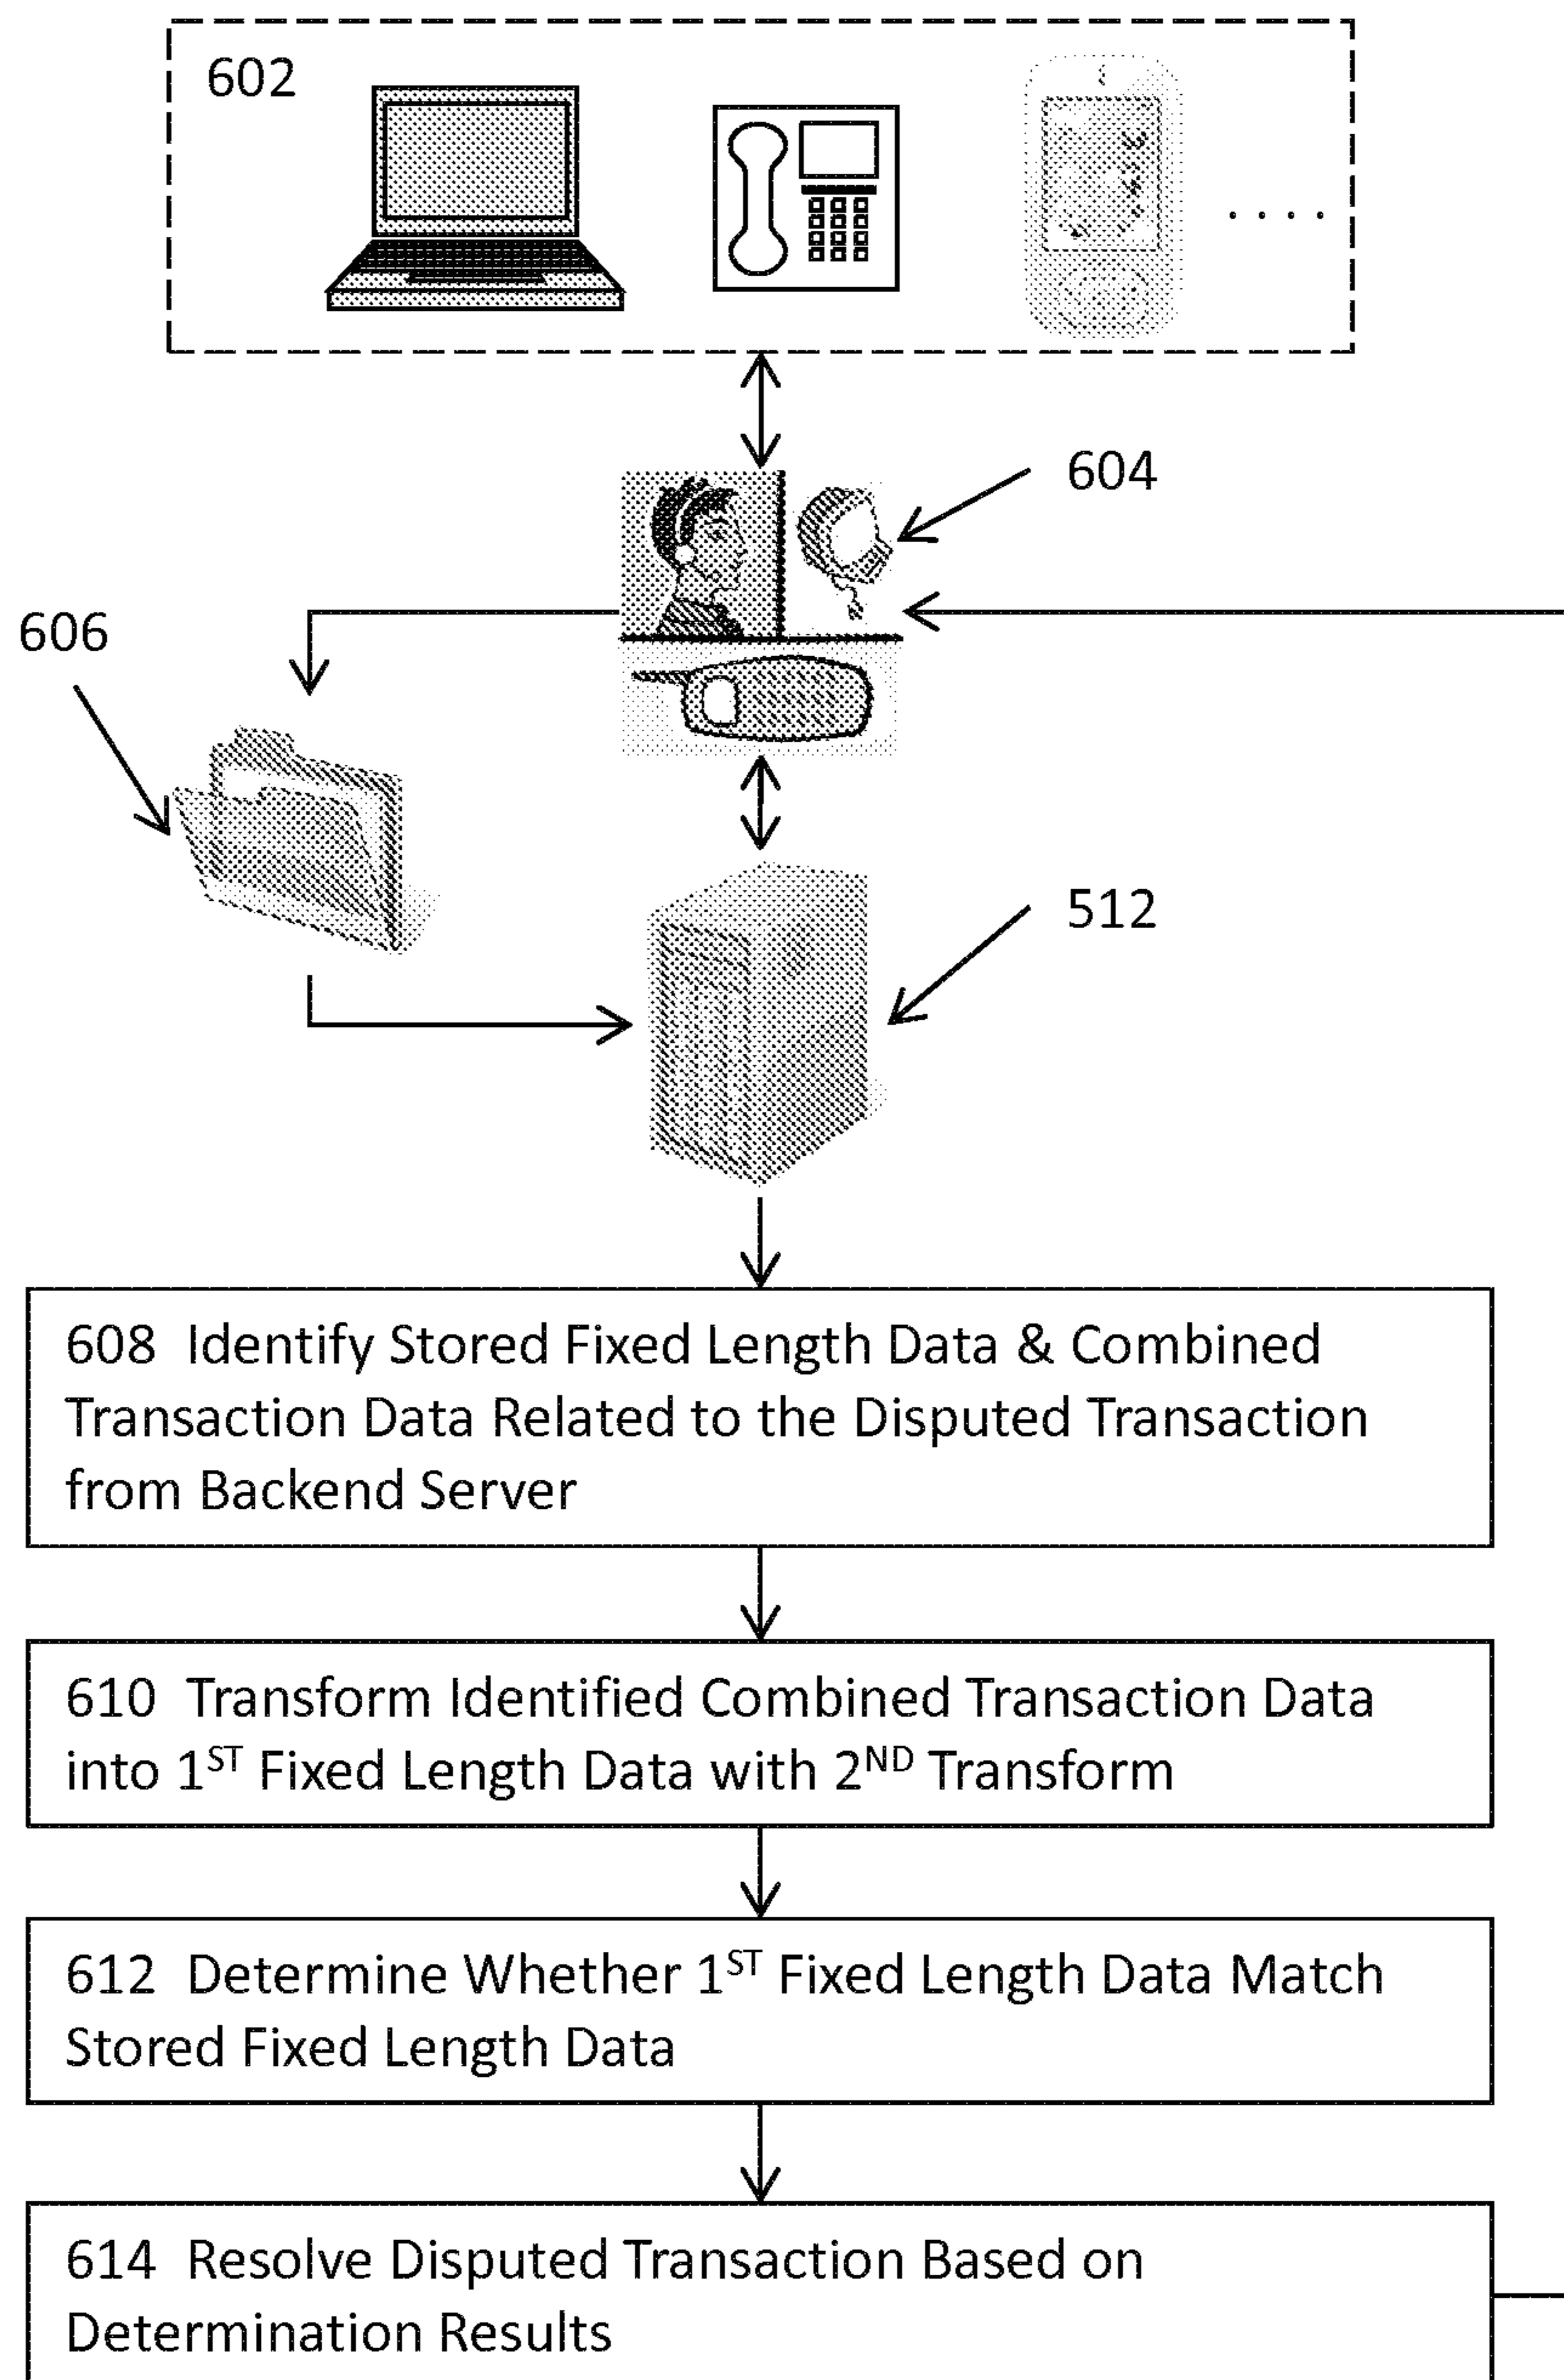 602
604
606
512
608 Identify Stored Fixed Length Data & Combined
Transaction Data Related to the Disputed Transaction
from Backend Server
610 Transform Identified Combined Transaction Data
into 1ST Fixed Length Data with 2ND Transform
612 Determine Whether 1ST Fixed Length Data Match
Stored Fixed Length Data
614 Resolve Disputed Transaction Based on
Determination Results